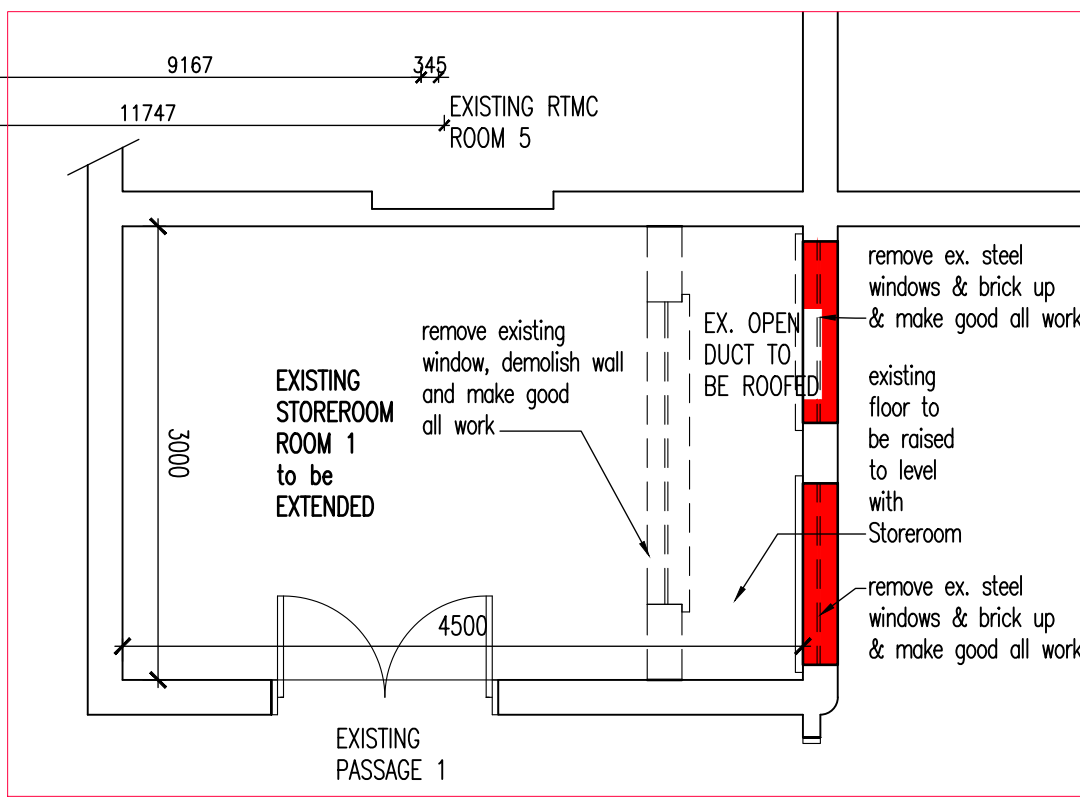 9167
345
11747
EXISTING RTMC
ROOM 5
remove ex. steel
windows & brick up
& make good all work
EX. OPEN
DUCT TO
BE ROOFED
remove existing
window, demolish wall
and make good
all work
EXISTING
STOREROOM
ROOM 1
to be
EXTENDED
3000
existing
floor to
be raised
to level
with
Storeroom
remove ex. steel
windows & brick up
& make good all work
4500
EXISTING
PASSAGE 1